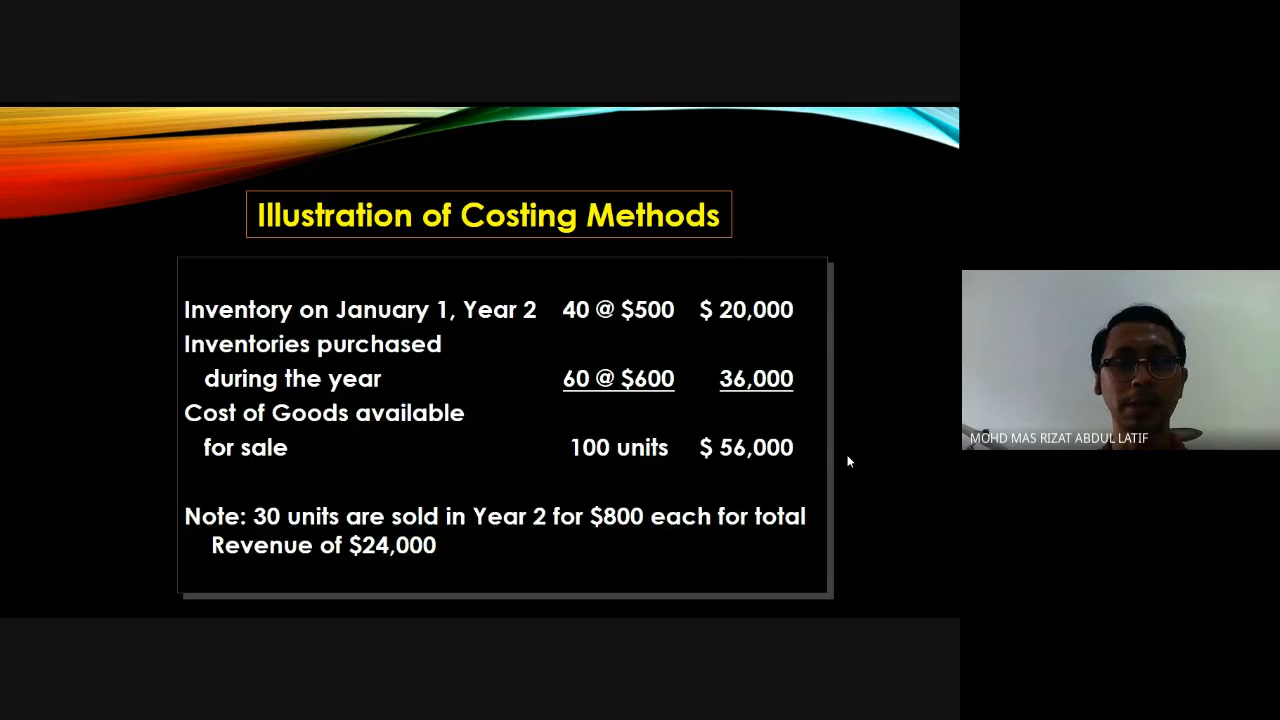 Illustration of Costing Methods
Inventory on January 1, Year 2 40 @ $500 $ 20,000
Inventories purchased
during the year 60 @ $600 36,000
Cost of Goods available
for sale 100 units $ 56,000
Note: 30 units are sold in Year 2 for $800 each for total
Revenue of $24,000
MOHD MAS RIZAT ABDUL LATIF